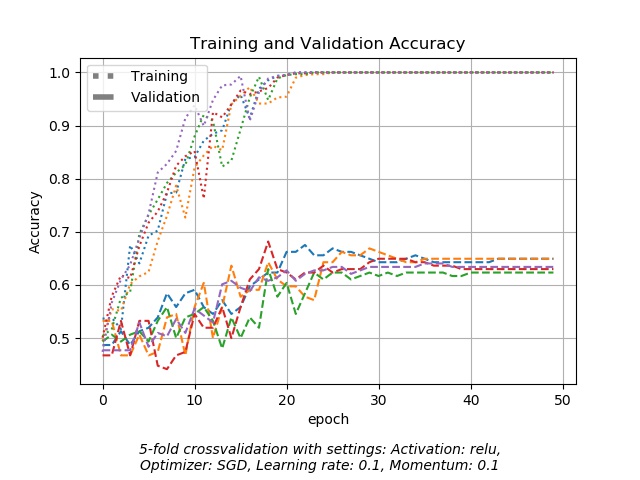 Training and Validation Accuracy
Training
Validation
1.0
0.9
0.8
0.7
0.6
0.5
Accuracy
0
10
20
30
40
50
epoch
5-fold crossvalidation with settings: Activation: relu,
Optimizer: SGD, Learning rate: 0.1, Momentum: 0.1